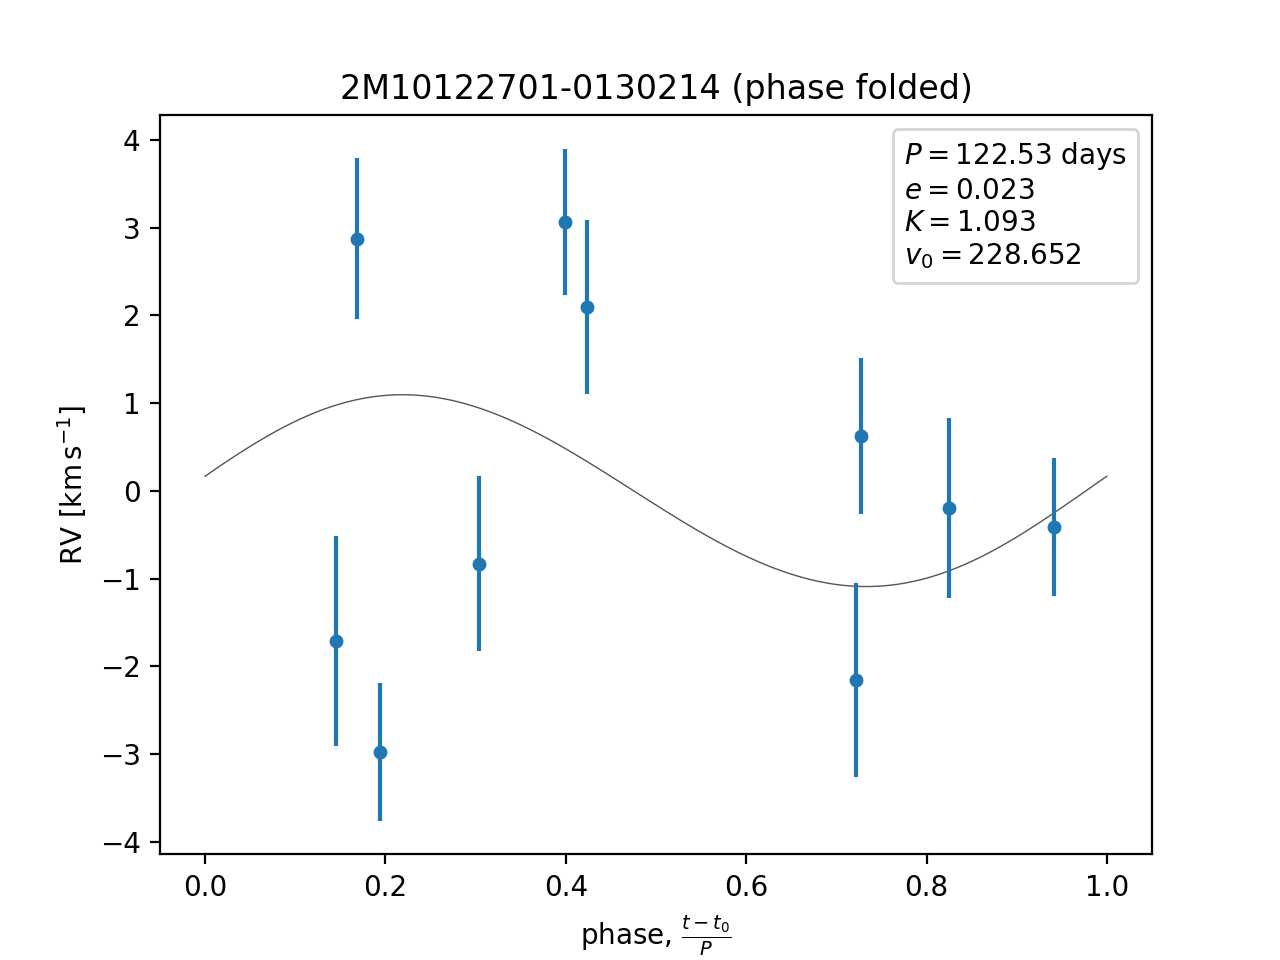 2M10122701-0130214 (phase folded)
P = 122.53 days
e = 0.023
K = 1.093
v₀ = 228.652
RV [km s⁻¹]
4
3
2
1
0
−1
−2
−3
−4
0.0 0.2 0.4 0.6 0.8 1.0
phase, (t − t₀)/P